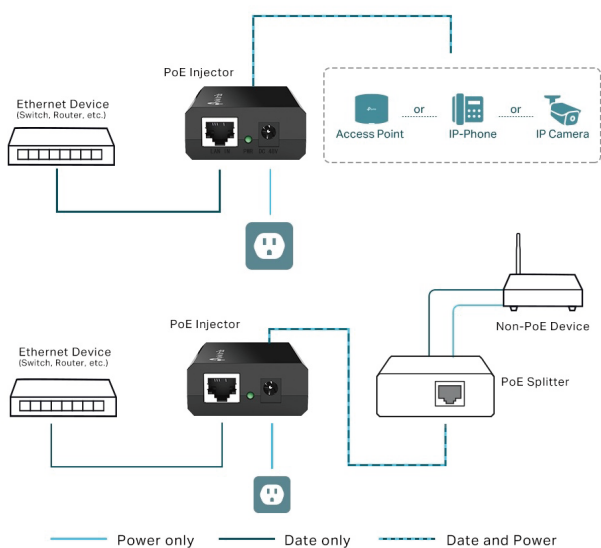 PoE Injector
Ethernet Device
(Switch, Router, etc.)
or
or
Access Point
IP-Phone
IP Camera
PoE Injector
Ethernet Device
(Switch, Router, etc.)
Non-PoE Device
PoE Splitter
Power only
Date only
Date and Power